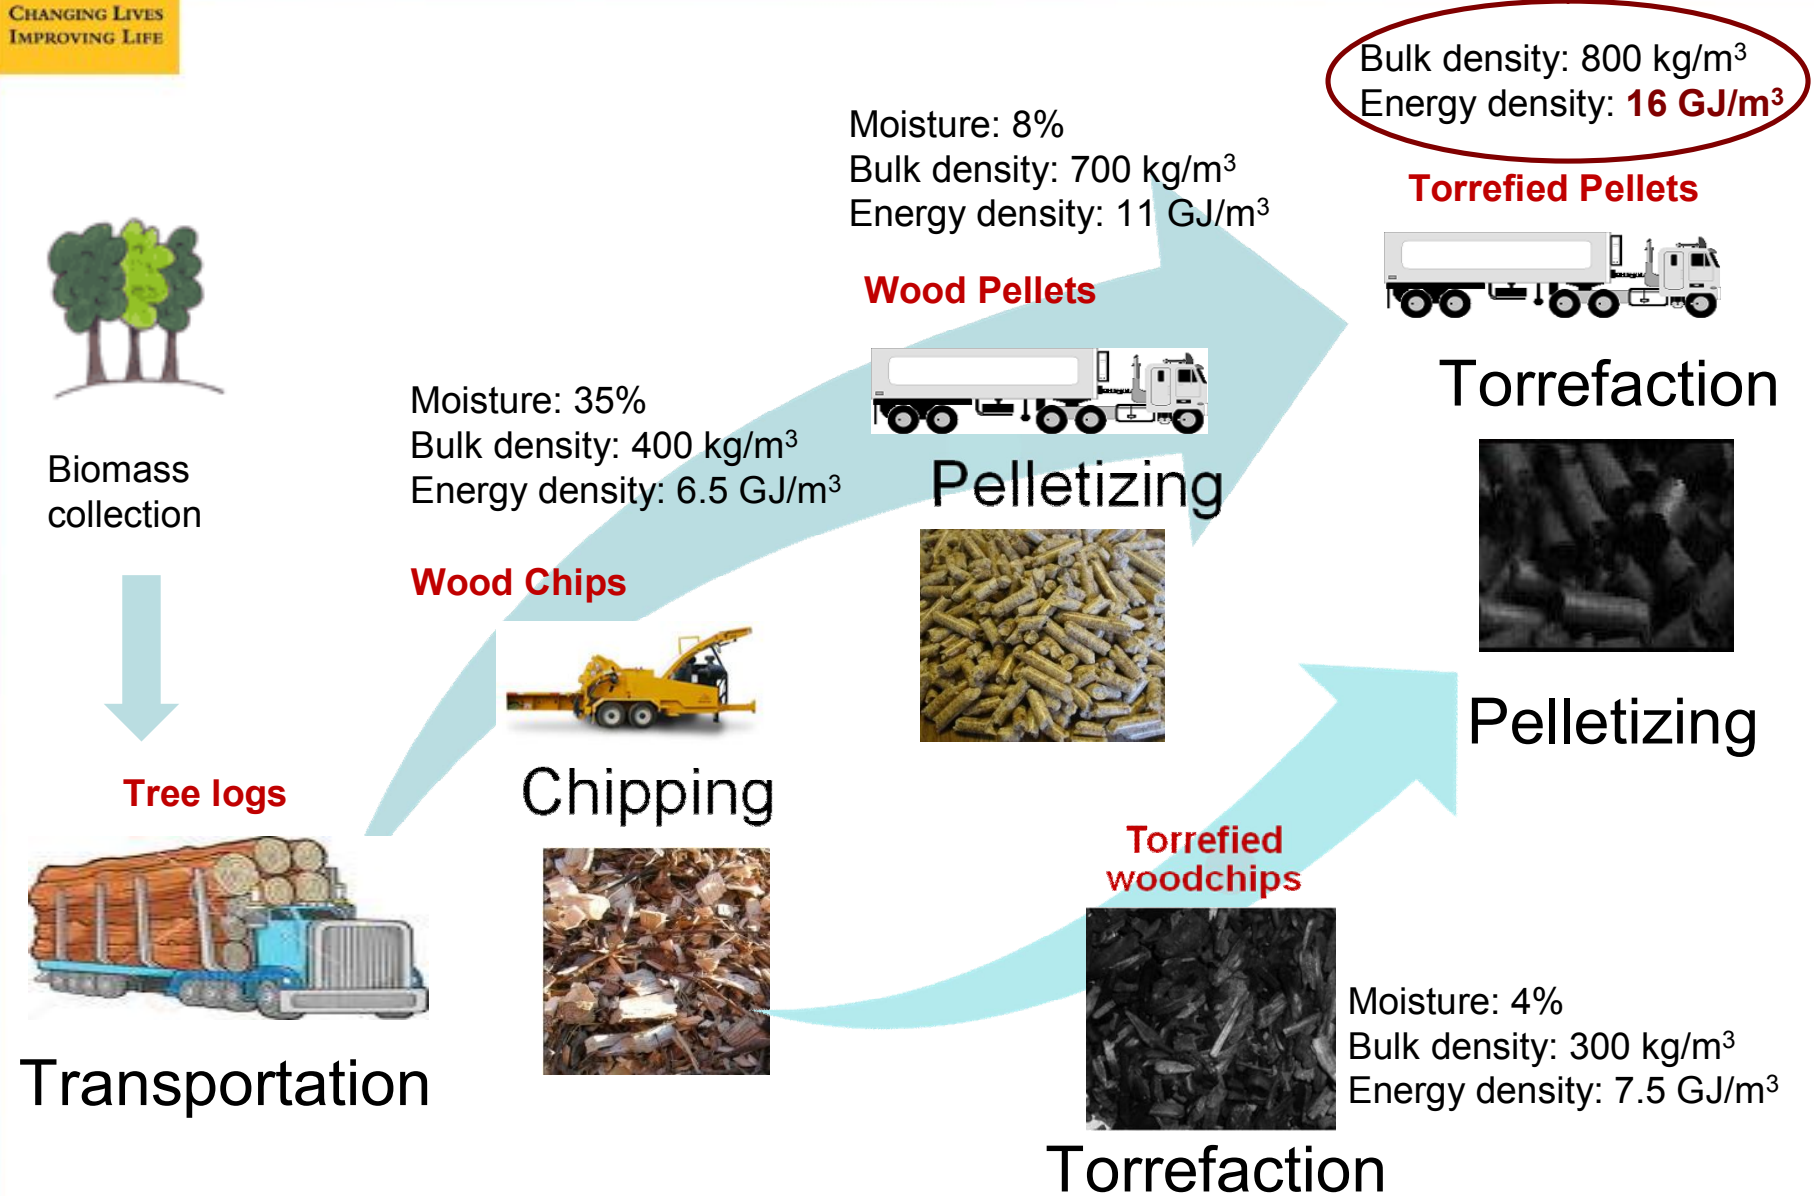 CHANGING LIVES
IMPROVING LIFE
Bulk density: 800 kg/m³
Energy density: 16 GJ/m³
Torrefied Pellets
Torrefaction
Pelletizing
Moisture: 8%
Bulk density: 700 kg/m³
Energy density: 11 GJ/m³
Wood Pellets
Pelletizing
Moisture: 35%
Bulk density: 400 kg/m³
Energy density: 6.5 GJ/m³
Wood Chips
Chipping
Biomass
collection
Tree logs
Transportation
Torrefied
woodchips
Moisture: 4%
Bulk density: 300 kg/m³
Energy density: 7.5 GJ/m³
Torrefaction